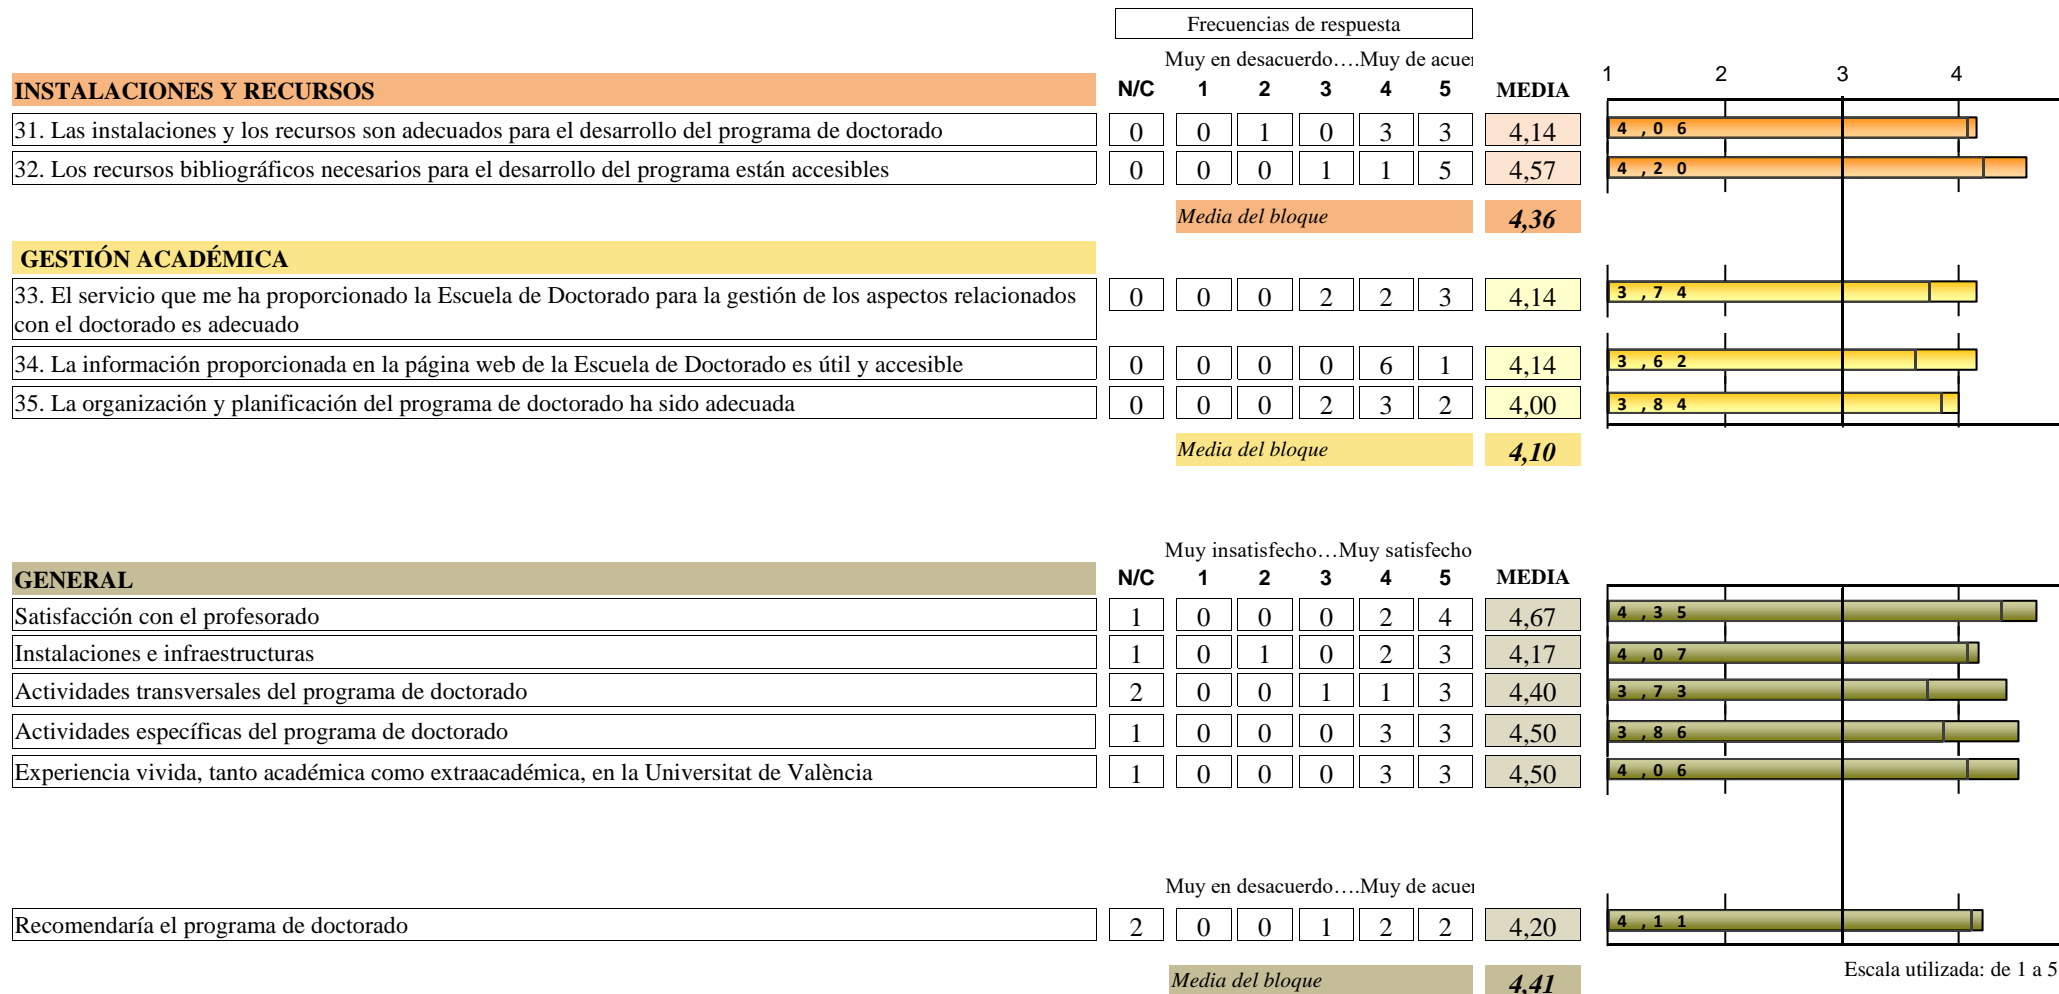 Frecuencias de respuesta
Muy en desacuerdo….Muy de acuer
INSTALACIONES Y RECURSOS N/C 1 2 3 4 5 MEDIA 1 2 3 4
31. Las instalaciones y los recursos son adecuados para el desarrollo del programa de doctorado 0 0 1 0 3 3 4,14 4,06
32. Los recursos bibliográficos necesarios para el desarrollo del programa están accesibles 0 0 0 1 1 5 4,57 4,20
Media del bloque 4,36
GESTIÓN ACADÉMICA
33. El servicio que me ha proporcionado la Escuela de Doctorado para la gestión de los aspectos relacionados 0 0 0 2 2 3 4,14 3,74
con el doctorado es adecuado
34. La información proporcionada en la página web de la Escuela de Doctorado es útil y accesible 0 0 0 0 6 1 4,14 3,62
35. La organización y planificación del programa de doctorado ha sido adecuada 0 0 0 2 3 2 4,00 3,84
Media del bloque 4,10
Muy insatisfecho…Muy satisfecho
GENERAL N/C 1 2 3 4 5 MEDIA
Satisfacción con el profesorado 1 0 0 0 2 4 4,67 4,35
Instalaciones e infraestructuras 1 0 1 0 2 3 4,17 4,07
Actividades transversales del programa de doctorado 2 0 0 1 1 3 4,40 3,73
Actividades específicas del programa de doctorado 1 0 0 0 3 3 4,50 3,86
Experiencia vivida, tanto académica como extraacadémica, en la Universitat de València 1 0 0 0 3 3 4,50 4,06
Muy en desacuerdo….Muy de acuer
Recomendaría el programa de doctorado 2 0 0 1 2 2 4,20 4,11
Escala utilizada: de 1 a 5
Media del bloque 4,41